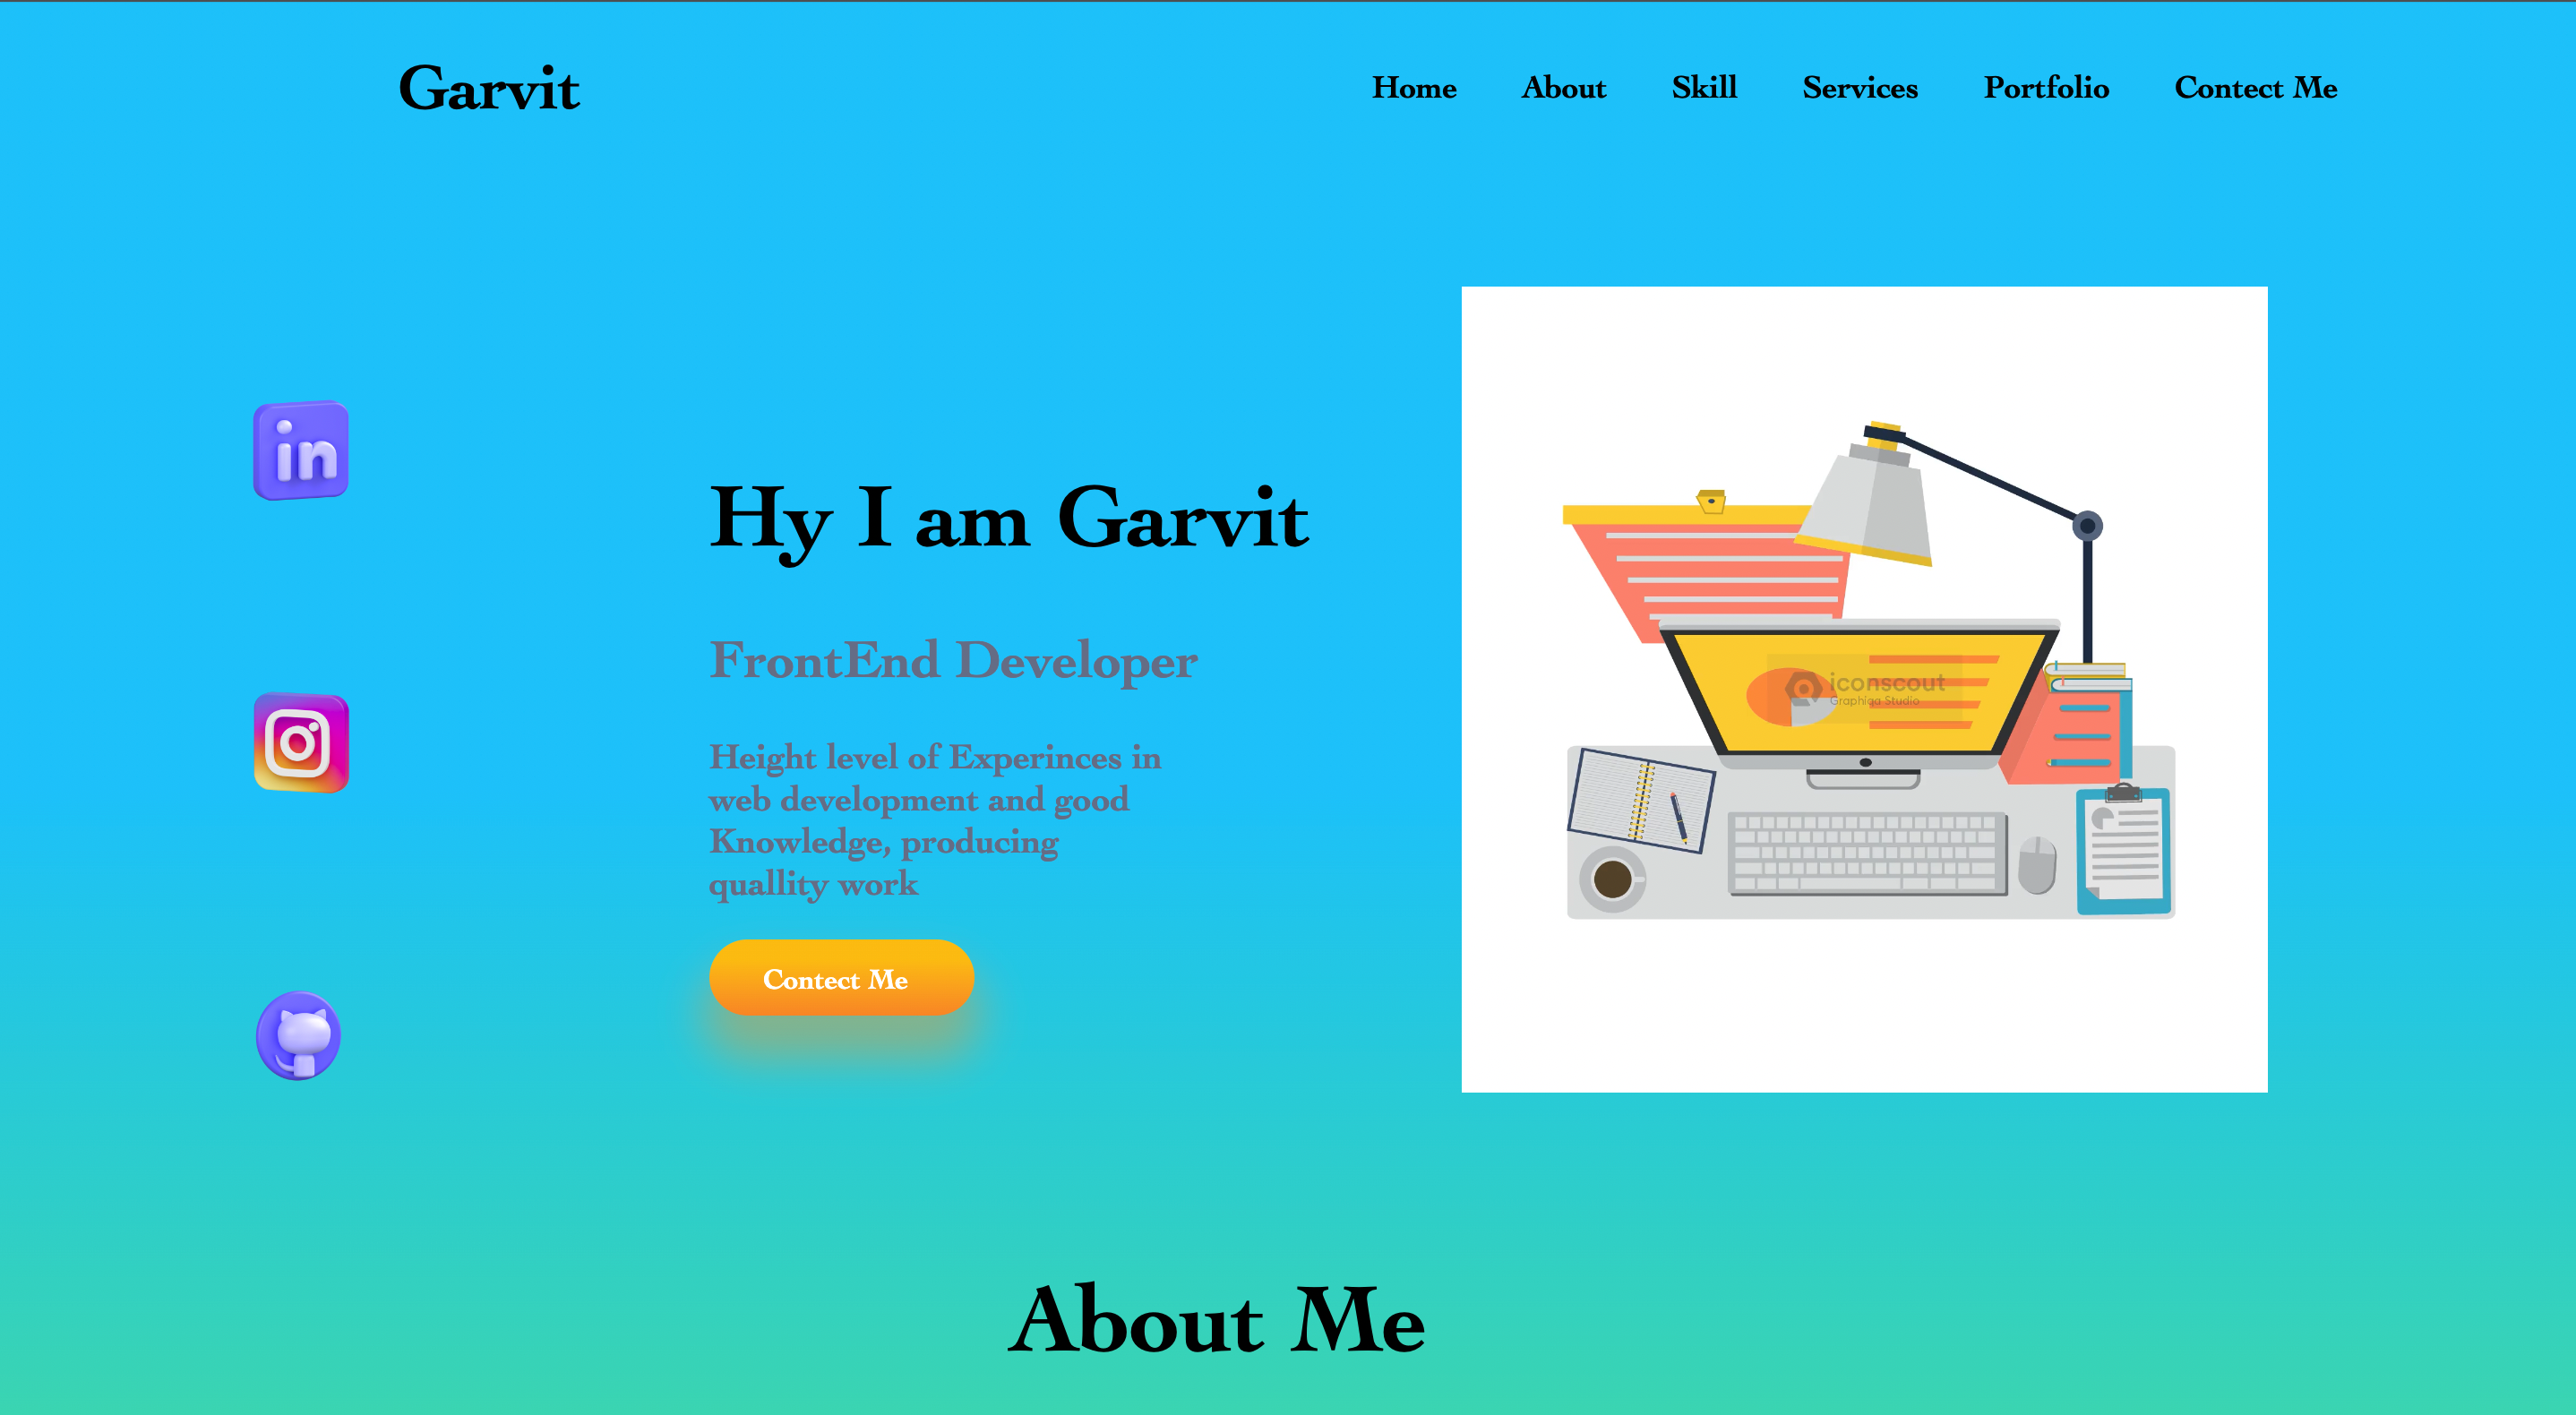 Garvit
Home About Skill Services Portfolio Contect Me
in
Hy I am Garvit
FrontEnd Developer
Height level of Experinces in
web development and good
Knowledge, producing
quallity work
Contect Me
iconscout
Graphiqa Studio
About Me